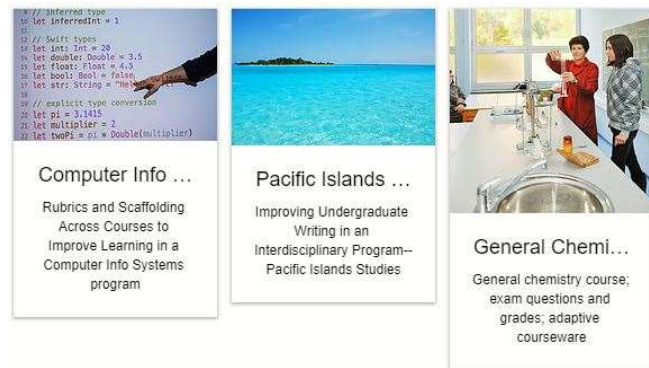 9 // inferred type
10 let inferredInt = 1
11
12 // Swift types
13 let int: Int = 20
14 let double: Double = 3.5
15 let float: Float = 4.5
16 let bool: Bool = false
17 let str: String = "Hello
18
19 // explicit type conversion
20 let pi = 3.1415
21 let multiplier = 2
22 let twoPi = pi * Double(multiplier)
Computer Info ...
Rubrics and Scaffolding
Across Courses to
Improve Learning in a
Computer Info Systems
program
Pacific Islands ...
Improving Undergraduate
Writing in an
Interdisciplinary Program--
Pacific Islands Studies
General Chemi...
General chemistry course;
exam questions and
grades; adaptive
courseware